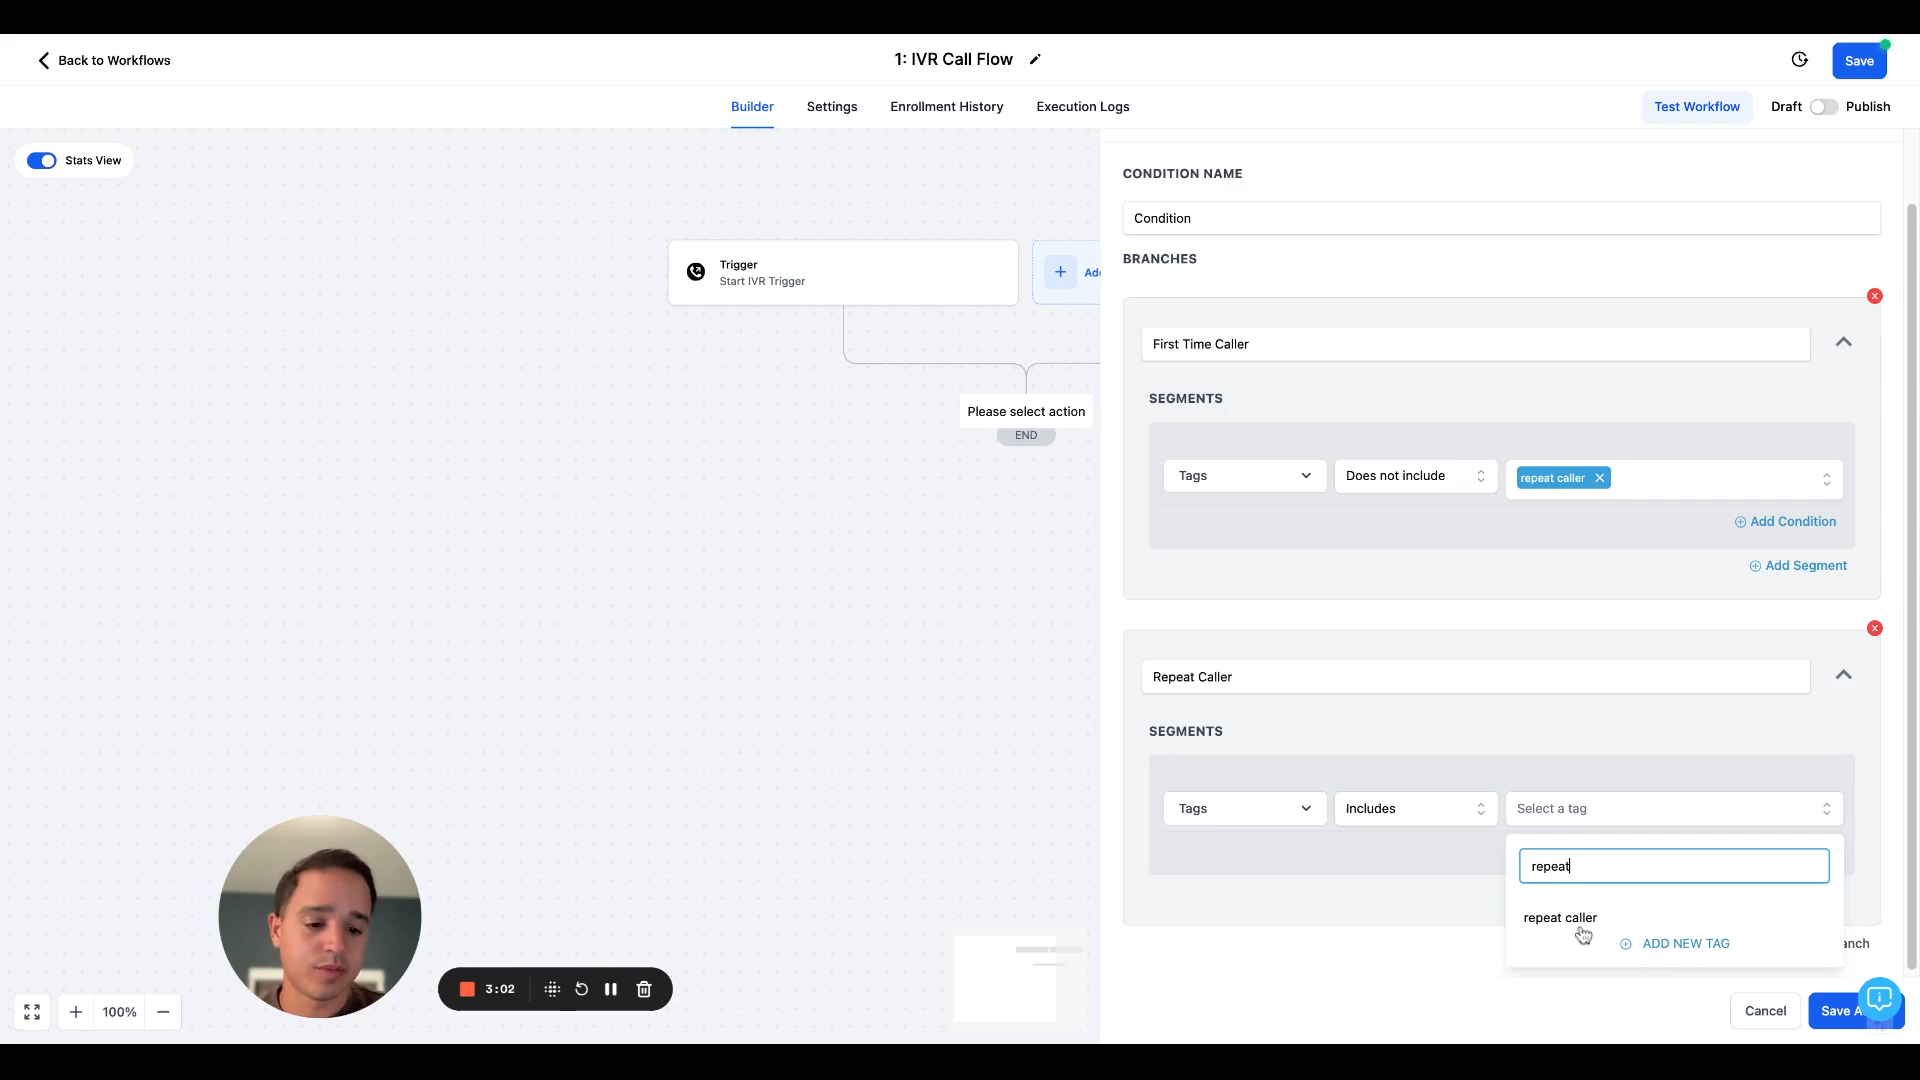 Back to Workflows
1: IVR Call Flow
Save
Builder
Settings
Enrollment History
Execution Logs
Test Workflow
Draft
Publish
Stats View
Trigger
Start IVR Trigger
Ad
Please select action
END
CONDITION NAME
Condition
BRANCHES
First Time Caller
SEGMENTS
Tags
Does not include
repeat caller
Add Condition
Add Segment
Repeat Caller
SEGMENTS
Tags
Includes
Select a tag
repeat
repeat caller
ADD NEW TAG
anch
3:02
100%
Cancel
Save A